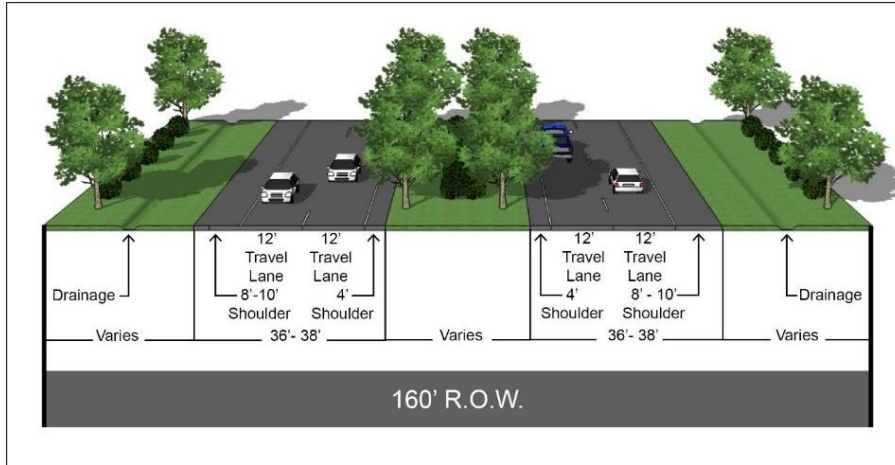 12' 12' 12' 12'
Travel Travel Travel Travel
Lane Lane Lane Lane
Drainage 8'-10' 4' 4' 8' - 10' Drainage
Shoulder Shoulder Shoulder Shoulder
Varies 36'- 38' Varies 36'- 38' Varies
160' R.O.W.